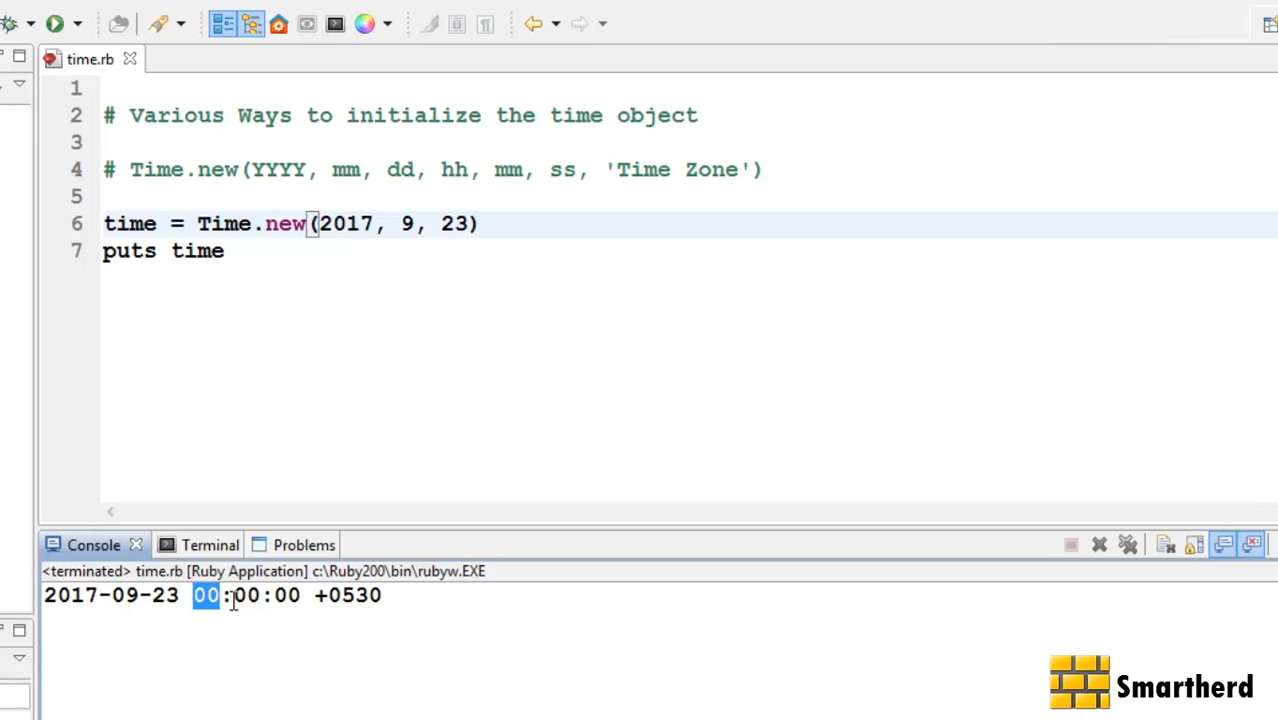 time.rb
1
2 # Various Ways to initialize the time object
3
4 # Time.new(YYYY, mm, dd, hh, mm, ss, 'Time Zone')
5
6 time = Time.new(2017, 9, 23)
7 puts time
Console Terminal Problems
<terminated> time.rb [Ruby Application] c:\Ruby200\bin\rubyw.EXE
2017-09-23 00:00:00 +0530
Smartherd